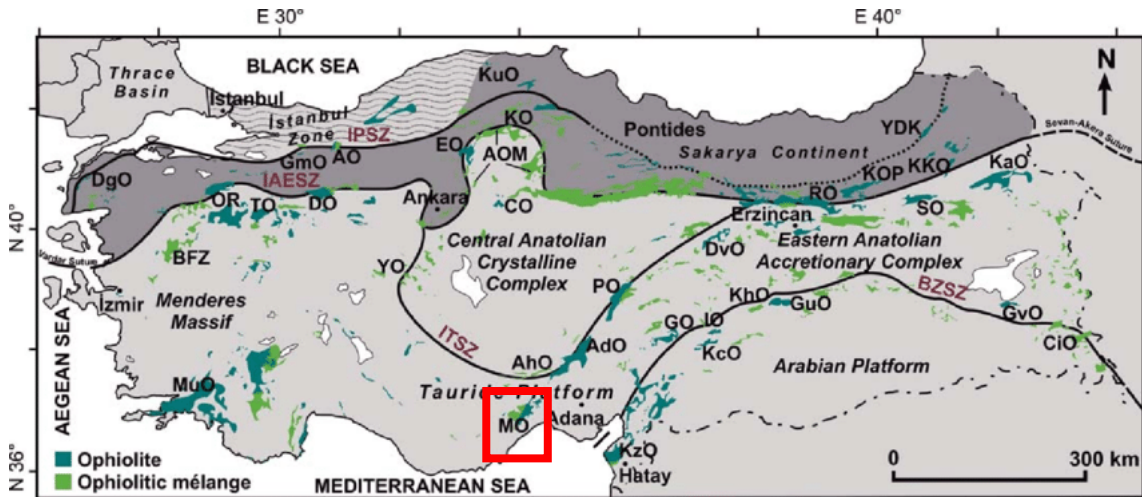 E 30°
E 40°
BLACK SEA
N
Thrace
Basin
Istanbul
Istanbul
Zone
IPSZ
KuO
KO
EO
AOM
Pontides
Sakarya Continent
YDK
Sevan-Akera Suture
DgO
GmO
AO
IAESZ
Ankara
CO
RO
KOP
KKO
KaO
N 40°
OR
TO
DO
Erzincan
SO
Vardar Suture
BFZ
YO
Central Anatolian
Crystalline
Complex
DvO
Eastern Anatolian
Accretionary Complex
Izmir
Menderes
Massif
PO
KhO
GuO
BZSZ
GvO
AEGEAN SEA
ITSZ
GO
IO
KcO
CiO
AhO
AdO
Arabian Platform
MuO
Tauride Platform
MO
Adana
N 36°
Ophiolite
Ophiolitic mélange
KzO
Hatay
0
300 km
MEDITERRANEAN SEA